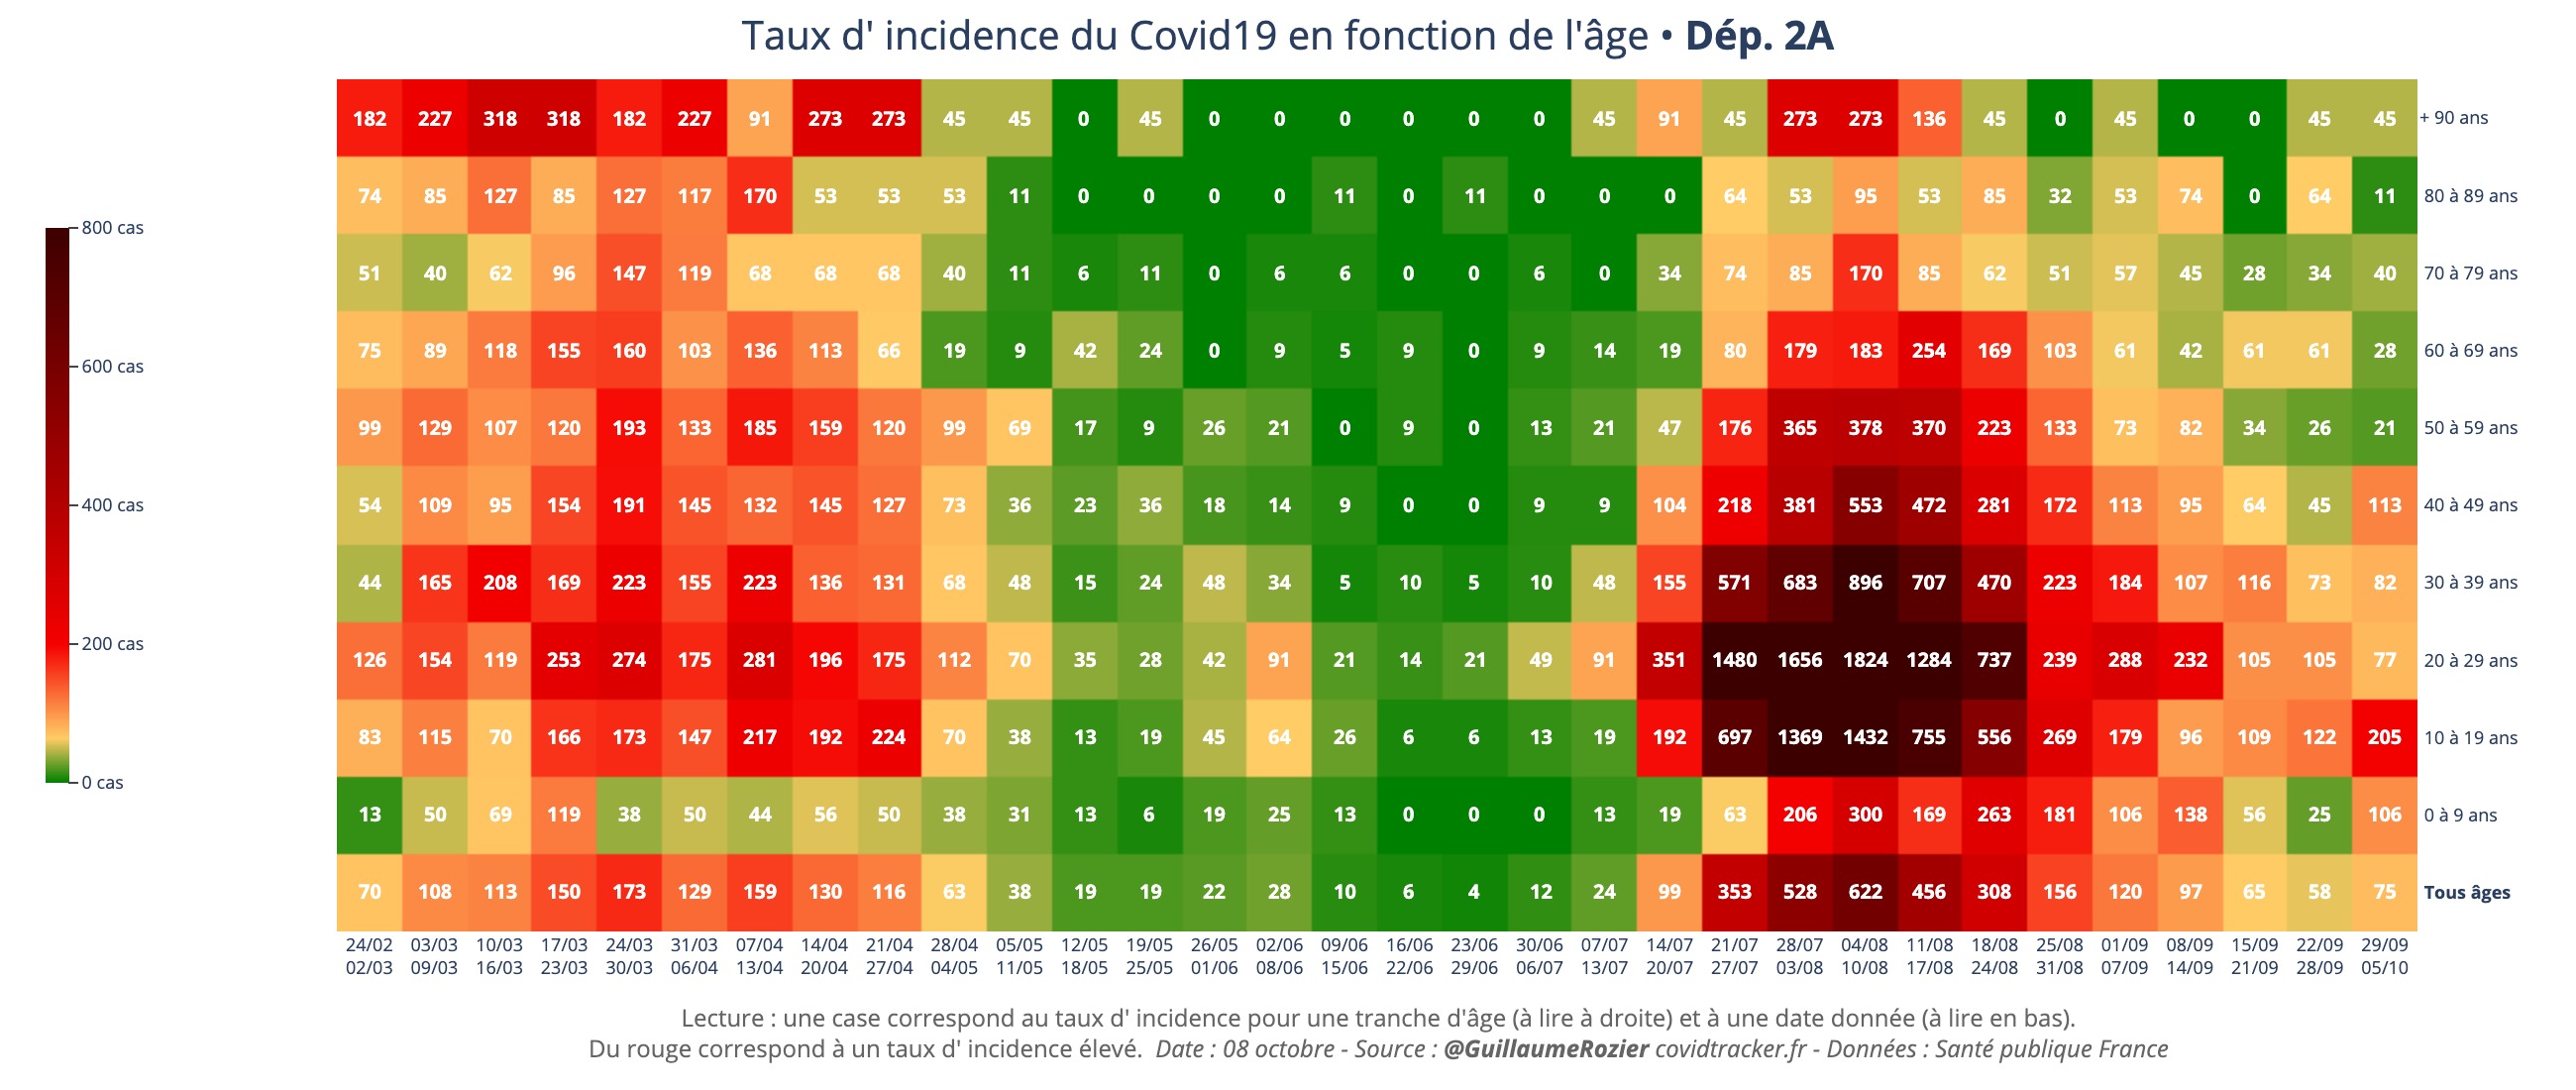 Taux d' incidence du Covid19 en fonction de l'âge • Dép. 2A
182 227 318 318 182 227 91 273 273 45 45 0 45 0 0 0 0 0 0 45 91 45 273 273 136 45 0 45 0 0 45 45 + 90 ans
74 85 127 85 127 117 170 53 53 53 11 0 0 0 0 11 0 11 0 0 0 64 53 95 53 85 32 53 74 0 64 11 80 à 89 ans
800 cas
51 40 62 96 147 119 68 68 68 40 11 6 11 0 6 6 0 0 6 0 34 74 85 170 85 62 51 57 45 28 34 40 70 à 79 ans
75 89 118 155 160 103 136 113 66 19 9 42 24 0 9 5 9 0 9 14 19 80 179 183 254 169 103 61 42 61 61 28 60 à 69 ans
600 cas
99 129 107 120 193 133 185 159 120 99 69 17 9 26 21 0 9 0 13 21 47 176 365 378 370 223 133 73 82 34 26 21 50 à 59 ans
400 cas
54 109 95 154 191 145 132 145 127 73 36 23 36 18 14 9 0 0 9 9 104 218 381 553 472 281 172 113 95 64 45 113 40 à 49 ans
44 165 208 169 223 155 223 136 131 68 48 15 24 48 34 5 10 5 10 48 155 571 683 896 707 470 223 184 107 116 73 82 30 à 39 ans
200 cas
126 154 119 253 274 175 281 196 175 112 70 35 28 42 91 21 14 21 49 91 351 1480 1656 1824 1284 737 239 288 232 105 105 77 20 à 29 ans
83 115 70 166 173 147 217 192 224 70 38 13 19 45 64 26 6 6 13 19 192 697 1369 1432 755 556 269 179 96 109 122 205 10 à 19 ans
0 cas
13 50 69 119 38 50 44 56 50 38 31 13 6 19 25 13 0 0 0 13 19 63 206 300 169 263 181 106 138 56 25 106 0 à 9 ans
70 108 113 150 173 129 159 130 116 63 38 19 19 22 28 10 6 4 12 24 99 353 528 622 456 308 156 120 97 65 58 75 Tous âges
24/02 03/03 10/03 17/03 24/03 31/03 07/04 14/04 21/04 28/04 05/05 12/05 19/05 26/05 02/06 09/06 16/06 23/06 30/06 07/07 14/07 21/07 28/07 04/08 11/08 18/08 25/08 01/09 08/09 15/09 22/09 29/09
02/03 09/03 16/03 23/03 30/03 06/04 13/04 20/04 27/04 04/05 11/05 18/05 25/05 01/06 08/06 15/06 22/06 29/06 06/07 13/07 20/07 27/07 03/08 10/08 17/08 24/08 31/08 07/09 14/09 21/09 28/09 05/10
Lecture : une case correspond au taux d' incidence pour une tranche d'âge (à lire à droite) et à une date donnée (à lire en bas).
Du rouge correspond à un taux d' incidence élevé. Date : 08 octobre - Source : @GuillaumeRozier covidtracker.fr - Données : Santé publique France